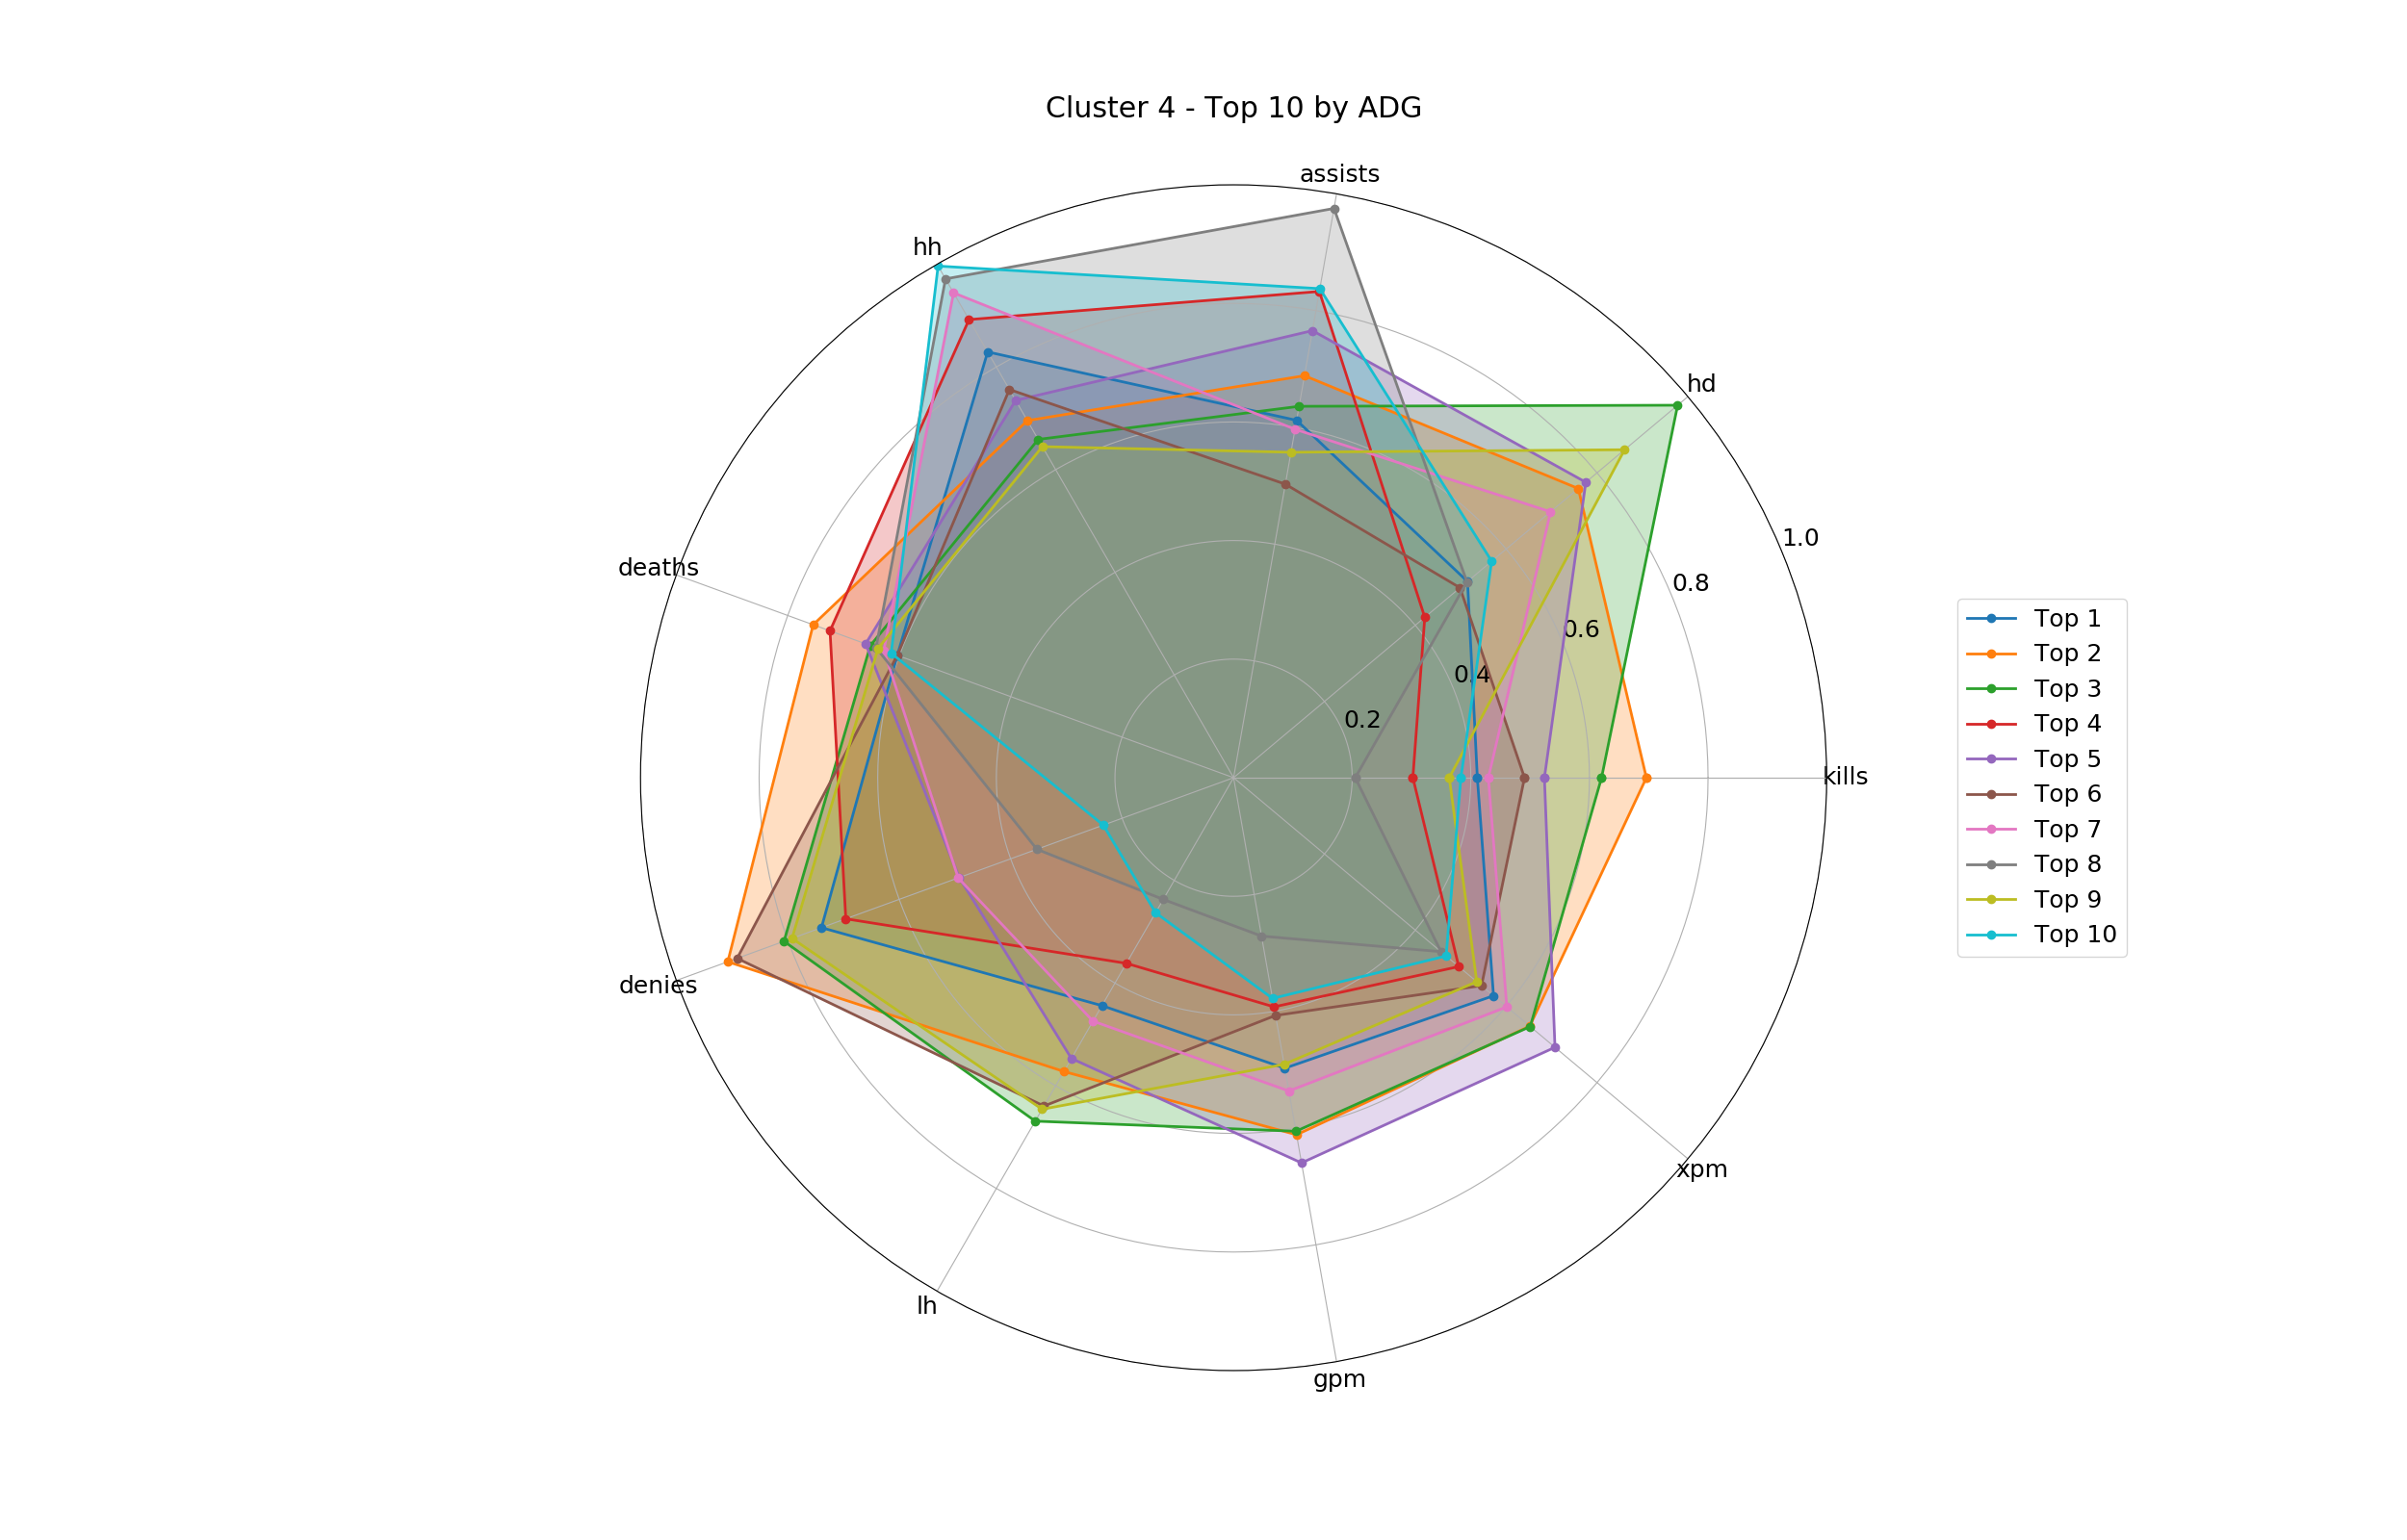 Cluster 4 - Top 10 by ADG
assists
hh
hd
1.0
deaths
0.8
0.6
0.4
0.2
kills
denies
xpm
lh
gpm
Top 1
Top 2
Top 3
Top 4
Top 5
Top 6
Top 7
Top 8
Top 9
Top 10